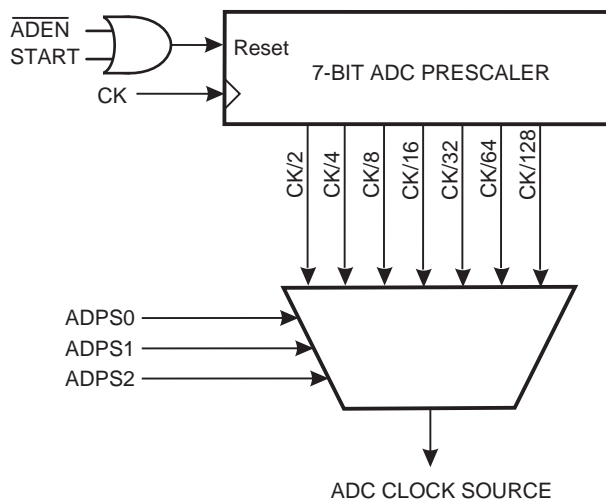 ADEN
START
Reset
7-BIT ADC PRESCALER
CK
CK/2
CK/4
CK/8
CK/16
CK/32
CK/64
CK/128
ADPS0
ADPS1
ADPS2
ADC CLOCK SOURCE